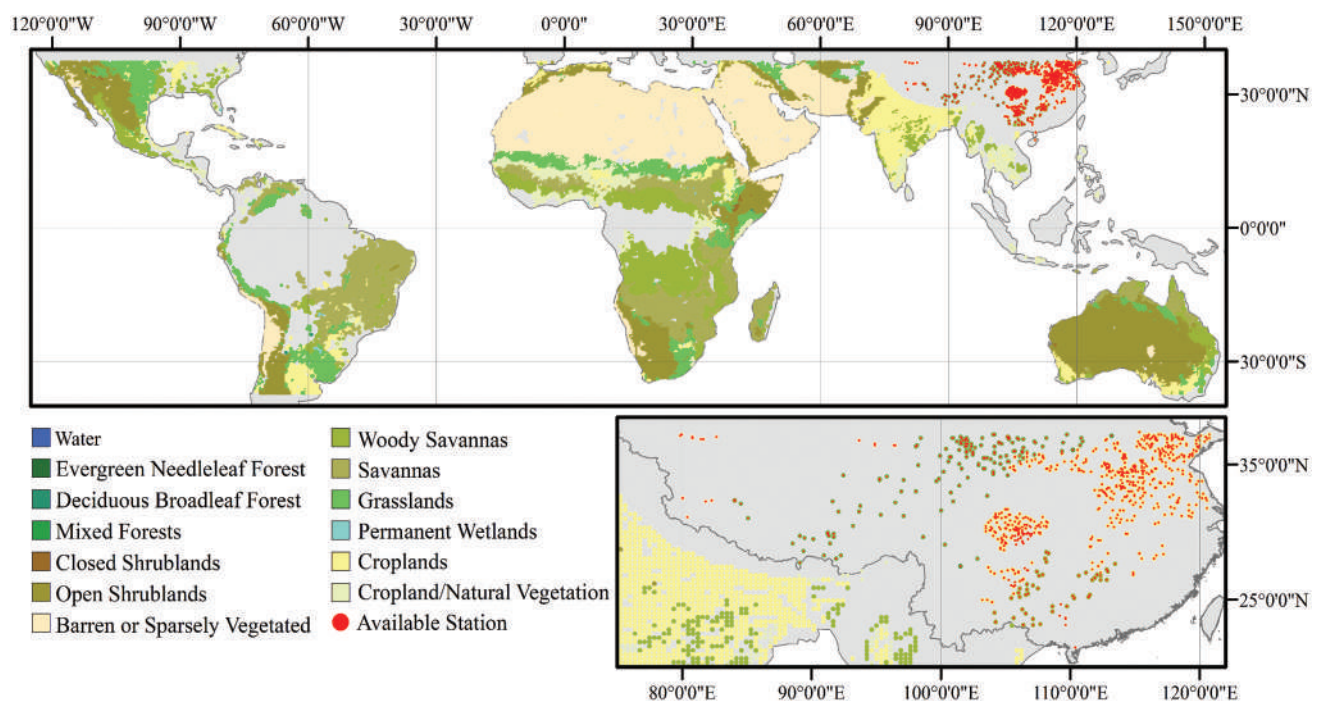 120°0'0"W 90°0'0"W 60°0'0"W 30°0'0"W 0°0'0" 30°0'0"E 60°0'0"E 90°0'0"E 120°0'0"E 150°0'0"E
30°0'0"N
0°0'0"
30°0'0"S
Water
Evergreen Needleleaf Forest
Deciduous Broadleaf Forest
Mixed Forests
Closed Shrublands
Open Shrublands
Barren or Sparsely Vegetated
Woody Savannas
Savannas
Grasslands
Permanent Wetlands
Croplands
Cropland/Natural Vegetation
Available Station
35°0'0"N
25°0'0"N
80°0'0"E 90°0'0"E 100°0'0"E 110°0'0"E 120°0'0"E